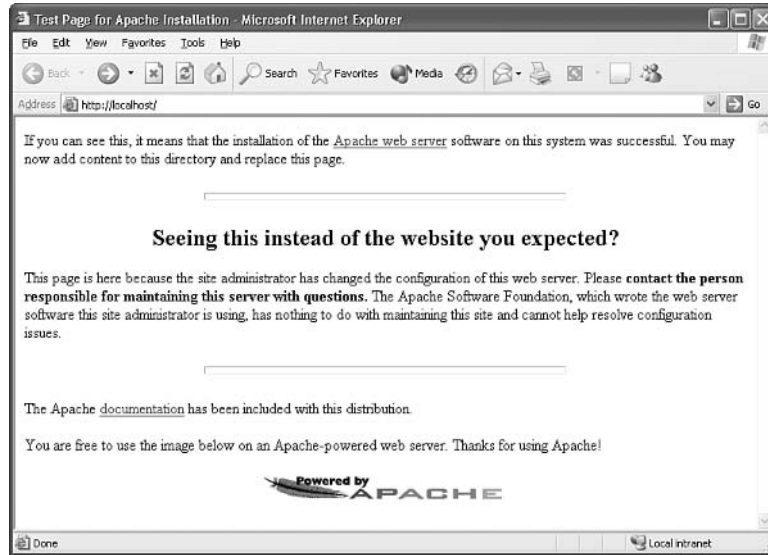 Test Page for Apache Installation - Microsoft Internet Explorer
File Edit View Favorites Tools Help
Back Search Favorites Media
Address http://localhost/ Go
If you can see this, it means that the installation of the Apache web server software on this system was successful. You may
now add content to this directory and replace this page.
Seeing this instead of the website you expected?
This page is here because the site administrator has changed the configuration of this web server. Please contact the person
responsible for maintaining this server with questions. The Apache Software Foundation, which wrote the web server
software this site administrator is using, has nothing to do with maintaining this site and cannot help resolve configuration
issues.
The Apache documentation has been included with this distribution.
You are free to use the image below on an Apache-powered web server. Thanks for using Apache!
Powered by
APACHE
Done Local intranet